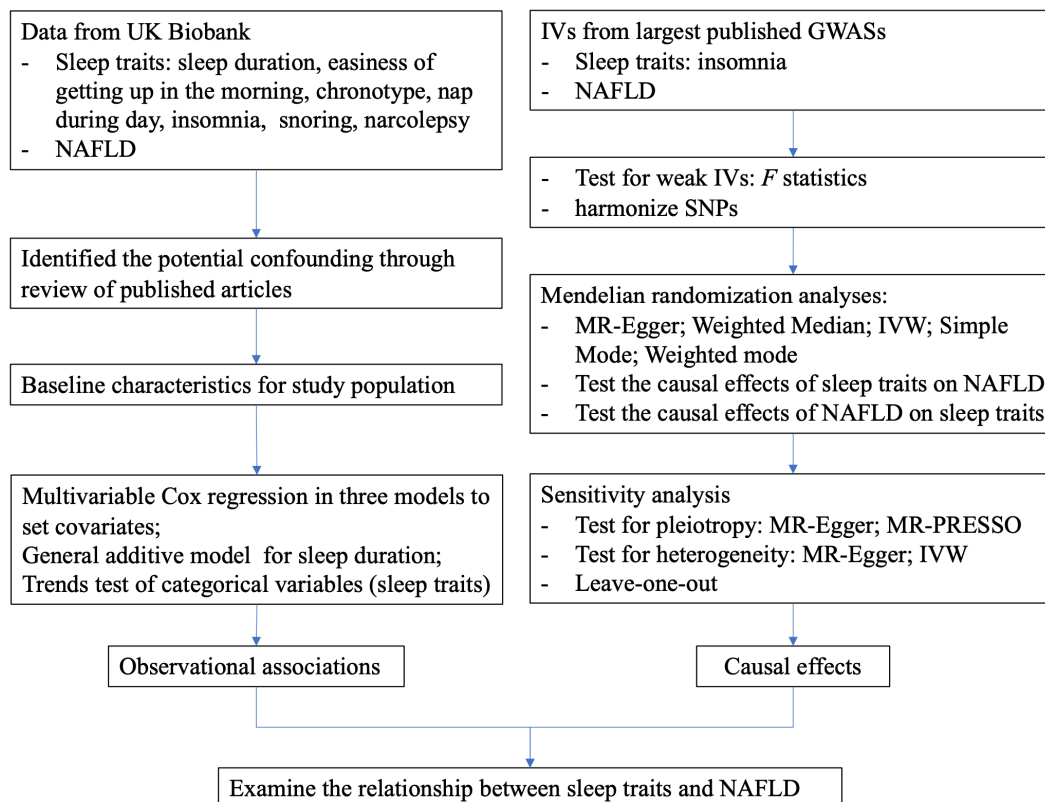 Data from UK Biobank
- Sleep traits: sleep duration, easiness of
getting up in the morning, chronotype, nap
during day, insomnia, snoring, narcolepsy
- NAFLD
Identified the potential confounding through
review of published articles
Baseline characteristics for study population
Multivariable Cox regression in three models to
set covariates;
General additive model for sleep duration;
Trends test of categorical variables (sleep traits)
Observational associations
IVs from largest published GWASs
- Sleep traits: insomnia
- NAFLD
- Test for weak IVs: F statistics
- harmonize SNPs
Mendelian randomization analyses:
- MR-Egger; Weighted Median; IVW; Simple
Mode; Weighted mode
- Test the causal effects of sleep traits on NAFLD
- Test the causal effects of NAFLD on sleep traits
Sensitivity analysis
- Test for pleiotropy: MR-Egger; MR-PRESSO
- Test for heterogeneity: MR-Egger; IVW
- Leave-one-out
Causal effects
Examine the relationship between sleep traits and NAFLD